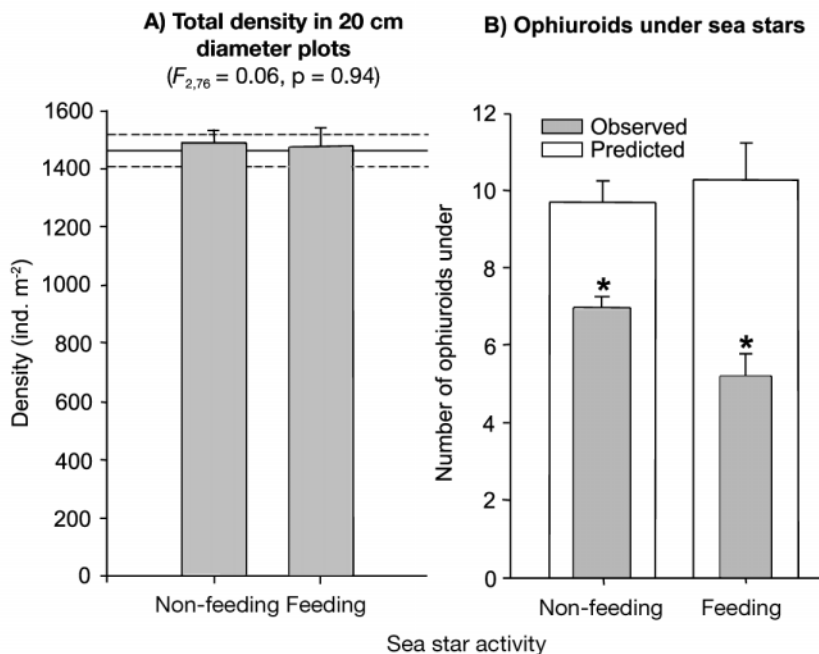 A) Total density in 20 cm
diameter plots
(F2,76 = 0.06, p = 0.94)
1600
1400
1200
1000
800
600
400
200
0
Density (ind. m-2)
Non-feeding Feeding
B) Ophiuroids under sea stars
12
10
8
6
4
2
0
Number of ophiuroids under
Observed
Predicted
*
*
Non-feeding
Feeding
Sea star activity